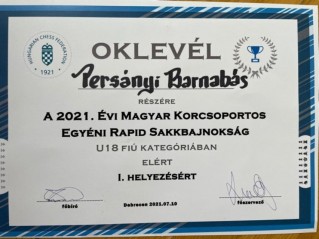 HUNGARIAN CHESS FEDERATION
1921
OKLEVÉL
Persányi Barnabás
RÉSZÉRE
A 2021. ÉVI MAGYAR KORCSOPORTOS
EGYÉNI RAPID SAKKBAJNOKSÁG
U18 FIÚ KATEGÓRIÁBAN
ELÉRT
I. HELYEZÉSÉRT
főbíró
Debrecen 2021.07.18
főszervező